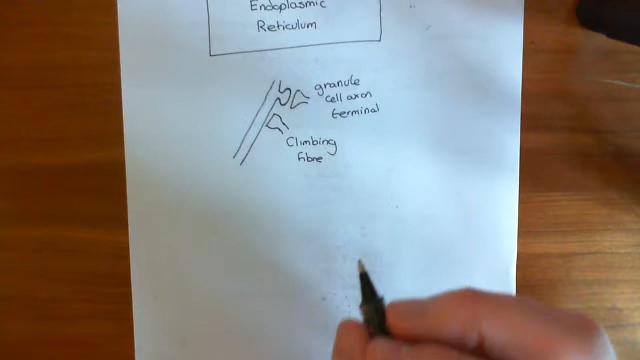 Endoplasmic
Reticulum
granule
cell axon
terminal
Climbing
fibre